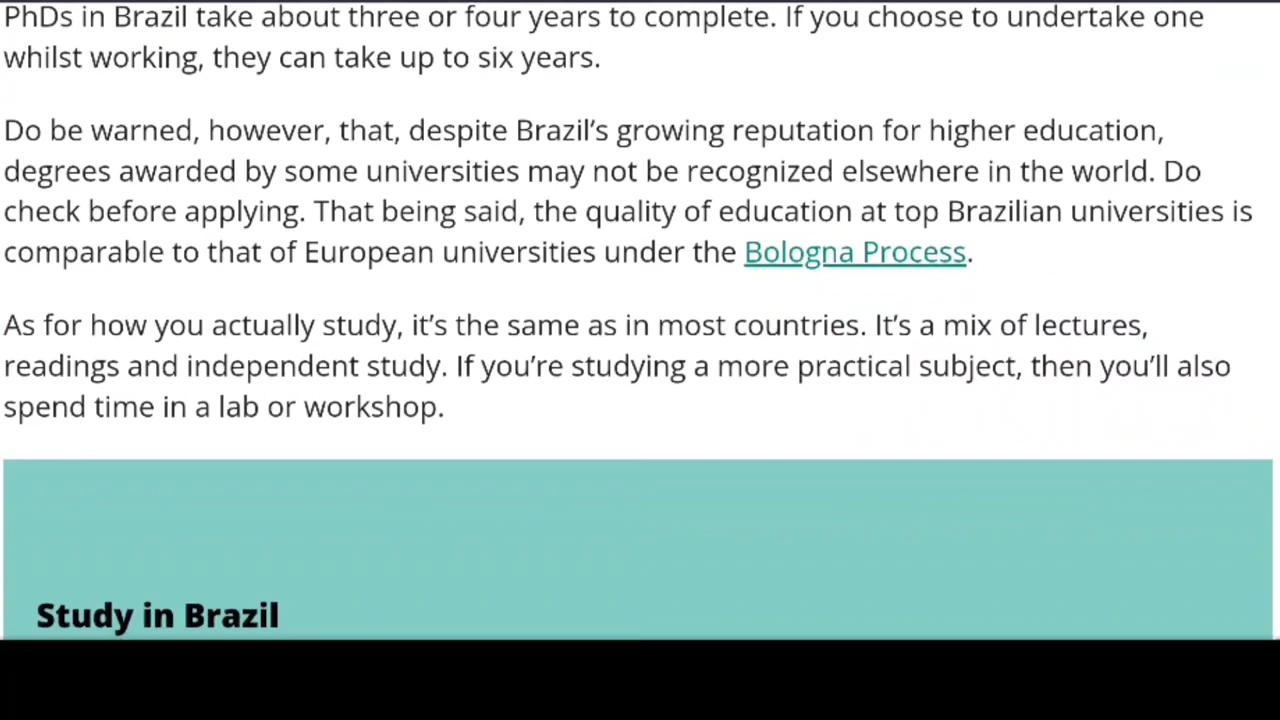 PhDs in Brazil take about three or four years to complete. If you choose to undertake one
whilst working, they can take up to six years.
Do be warned, however, that, despite Brazil’s growing reputation for higher education,
degrees awarded by some universities may not be recognized elsewhere in the world. Do
check before applying. That being said, the quality of education at top Brazilian universities is
comparable to that of European universities under the Bologna Process.
As for how you actually study, it’s the same as in most countries. It’s a mix of lectures,
readings and independent study. If you’re studying a more practical subject, then you’ll also
spend time in a lab or workshop.
Study in Brazil